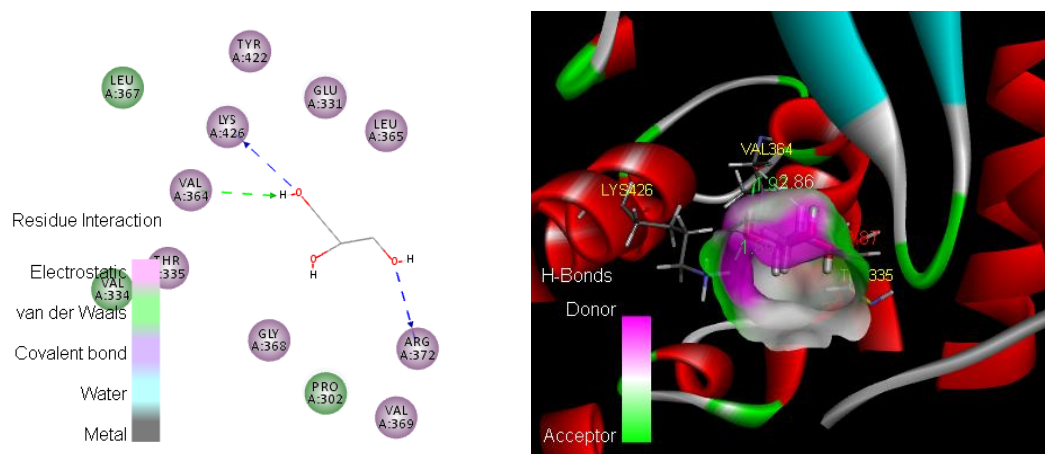 TYR
A:422
LEU
A:367
GLU
A:331
LYS
A:426
LEU
A:365
VAL
A:364
H O
Residue Interaction
O
H
O
H
THR
A:335
Electrostatic
VAL
A:334
van der Waals
GLY
A:368
ARG
A:372
Covalent bond
PRO
A:302
Water
VAL
A:369
Metal
VAL364
2.86
LYS426
H-Bonds
335
Donor
Acceptor